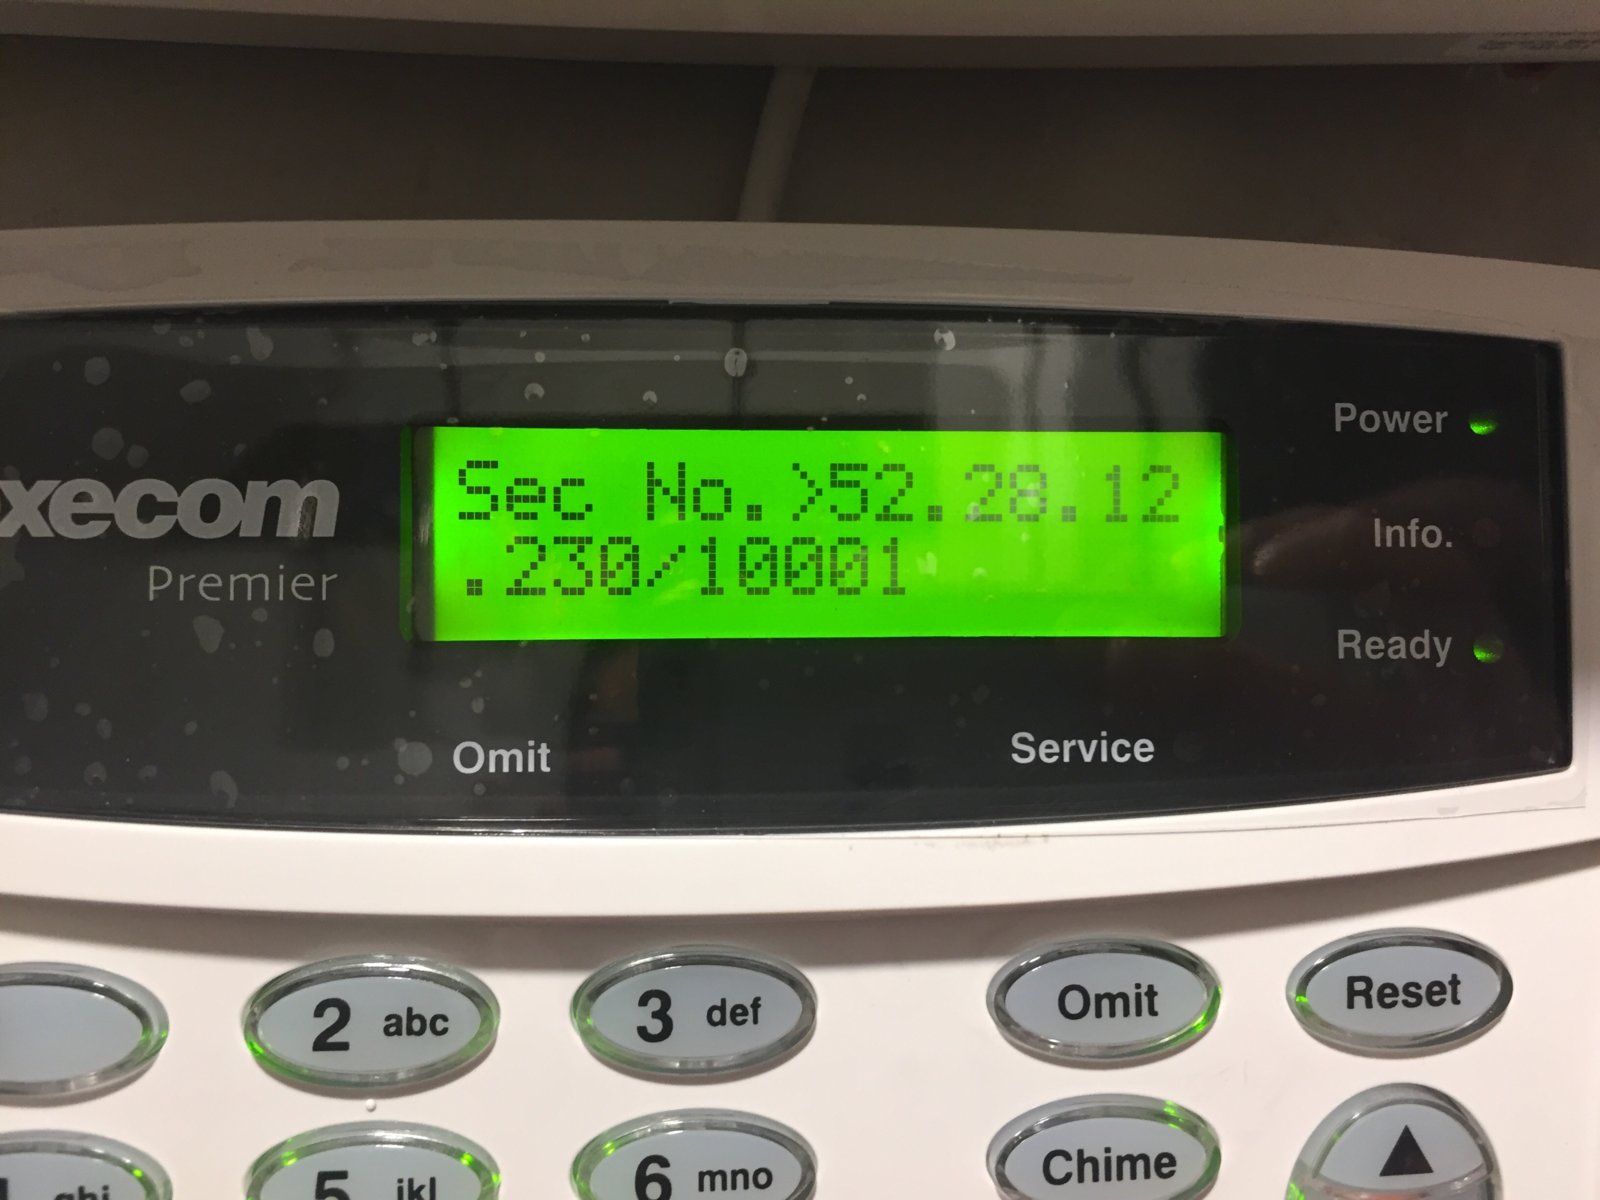 Sec No.>52.28.12
.230/10001
Power
Info.
Ready
xecom
Premier
Omit
Service
2 abc
3 def
Omit
Reset
5 jkl
6 mno
Chime